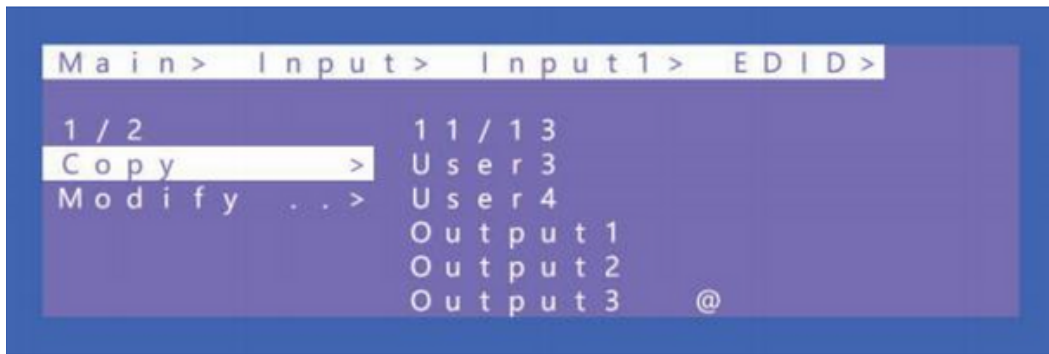 Main> Input> Input1> EDID>
1/2 11/13
Copy > User3
Modify ..> User4
Output1
Output2
Output3 @